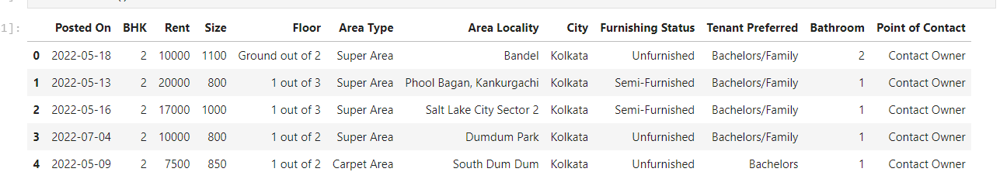 1]:
Posted On BHK Rent Size Floor Area Type Area Locality City Furnishing Status Tenant Preferred Bathroom Point of Contact
0 2022-05-18 2 10000 1100 Ground out of 2 Super Area Bandel Kolkata Unfurnished Bachelors/Family 2 Contact Owner
1 2022-05-13 2 20000 800 1 out of 3 Super Area Phool Bagan, Kankurgachi Kolkata Semi-Furnished Bachelors/Family 1 Contact Owner
2 2022-05-16 2 17000 1000 1 out of 3 Super Area Salt Lake City Sector 2 Kolkata Semi-Furnished Bachelors/Family 1 Contact Owner
3 2022-07-04 2 10000 800 1 out of 2 Super Area Dumdum Park Kolkata Unfurnished Bachelors/Family 1 Contact Owner
4 2022-05-09 2 7500 850 1 out of 2 Carpet Area South Dum Dum Kolkata Unfurnished Bachelors 1 Contact Owner